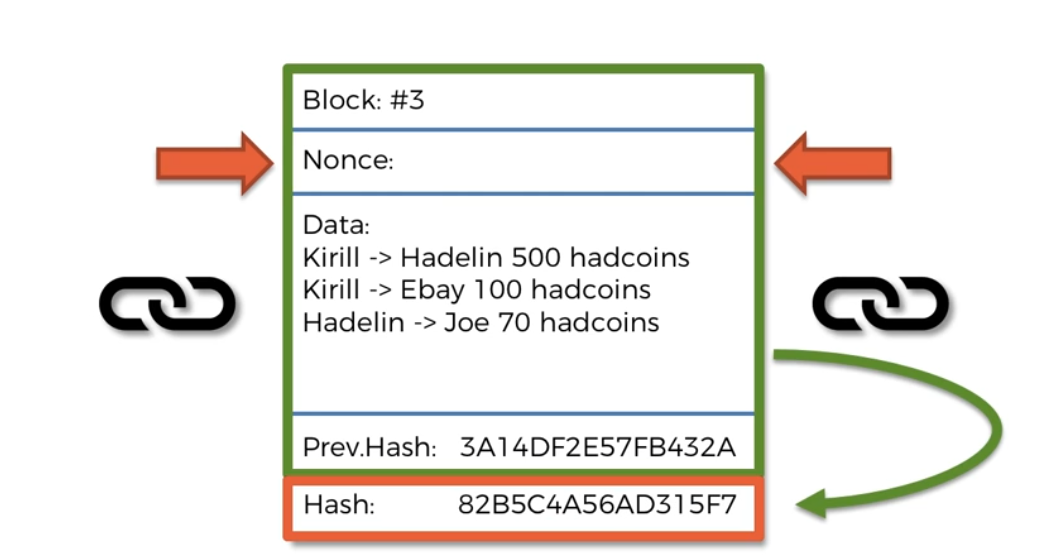 Block: #3
Nonce:
Data:
Kirill -> Hadelin 500 hadcoins
Kirill -> Ebay 100 hadcoins
Hadelin -> Joe 70 hadcoins
Prev.Hash: 3A14DF2E57FB432A
Hash: 82B5C4A56AD315F7